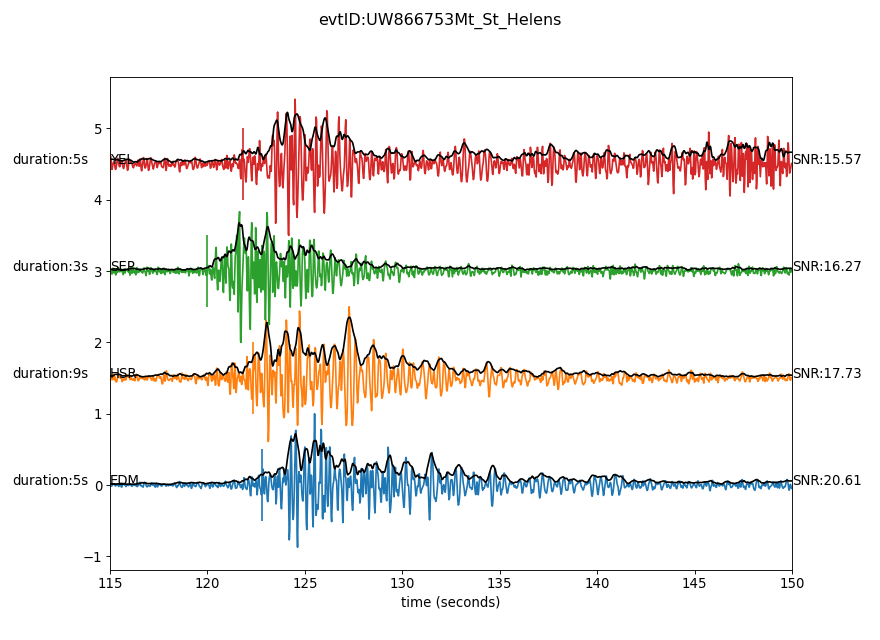 evtID:UW866753Mt_St_Helens
duration:5s YEL SNR:15.57
duration:3s SEP SNR:16.27
duration:9s HSR SNR:17.73
duration:5s EDM SNR:20.61
5
4
3
2
1
0
−1
115 120 125 130 135 140 145 150
time (seconds)